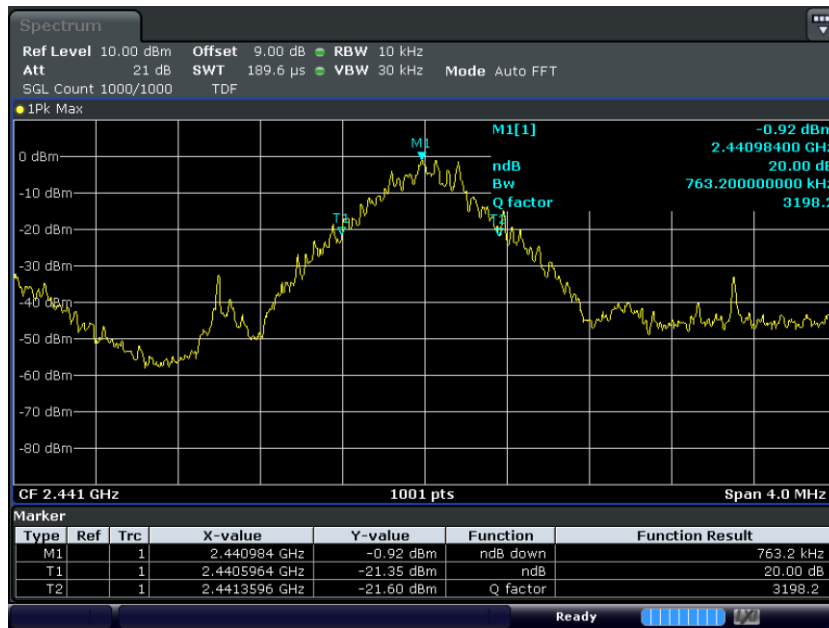 Spectrum
Ref Level 10.00 dBm Offset 9.00 dB RBW 10 kHz
Att 21 dB SWT 189.6 µs VBW 30 kHz Mode Auto FFT
SGL Count 1000/1000 TDF
1Pk Max
M1[1] -0.92 dBm
2.44098400 GHz
ndB 20.00 dB
Bw 763.200000000 kHz
Q factor 3198.2
M1
T1
T2
0 dBm
-10 dBm
-20 dBm
-30 dBm
-40 dBm
-50 dBm
-60 dBm
-70 dBm
-80 dBm
CF 2.441 GHz 1001 pts Span 4.0 MHz
Marker
Type Ref Trc X-value Y-value Function Function Result
M1 1 2.440984 GHz -0.92 dBm ndB down 763.2 kHz
T1 1 2.4405964 GHz -21.35 dBm ndB 20.00 dB
T2 1 2.4413596 GHz -21.60 dBm Q factor 3198.2
Ready